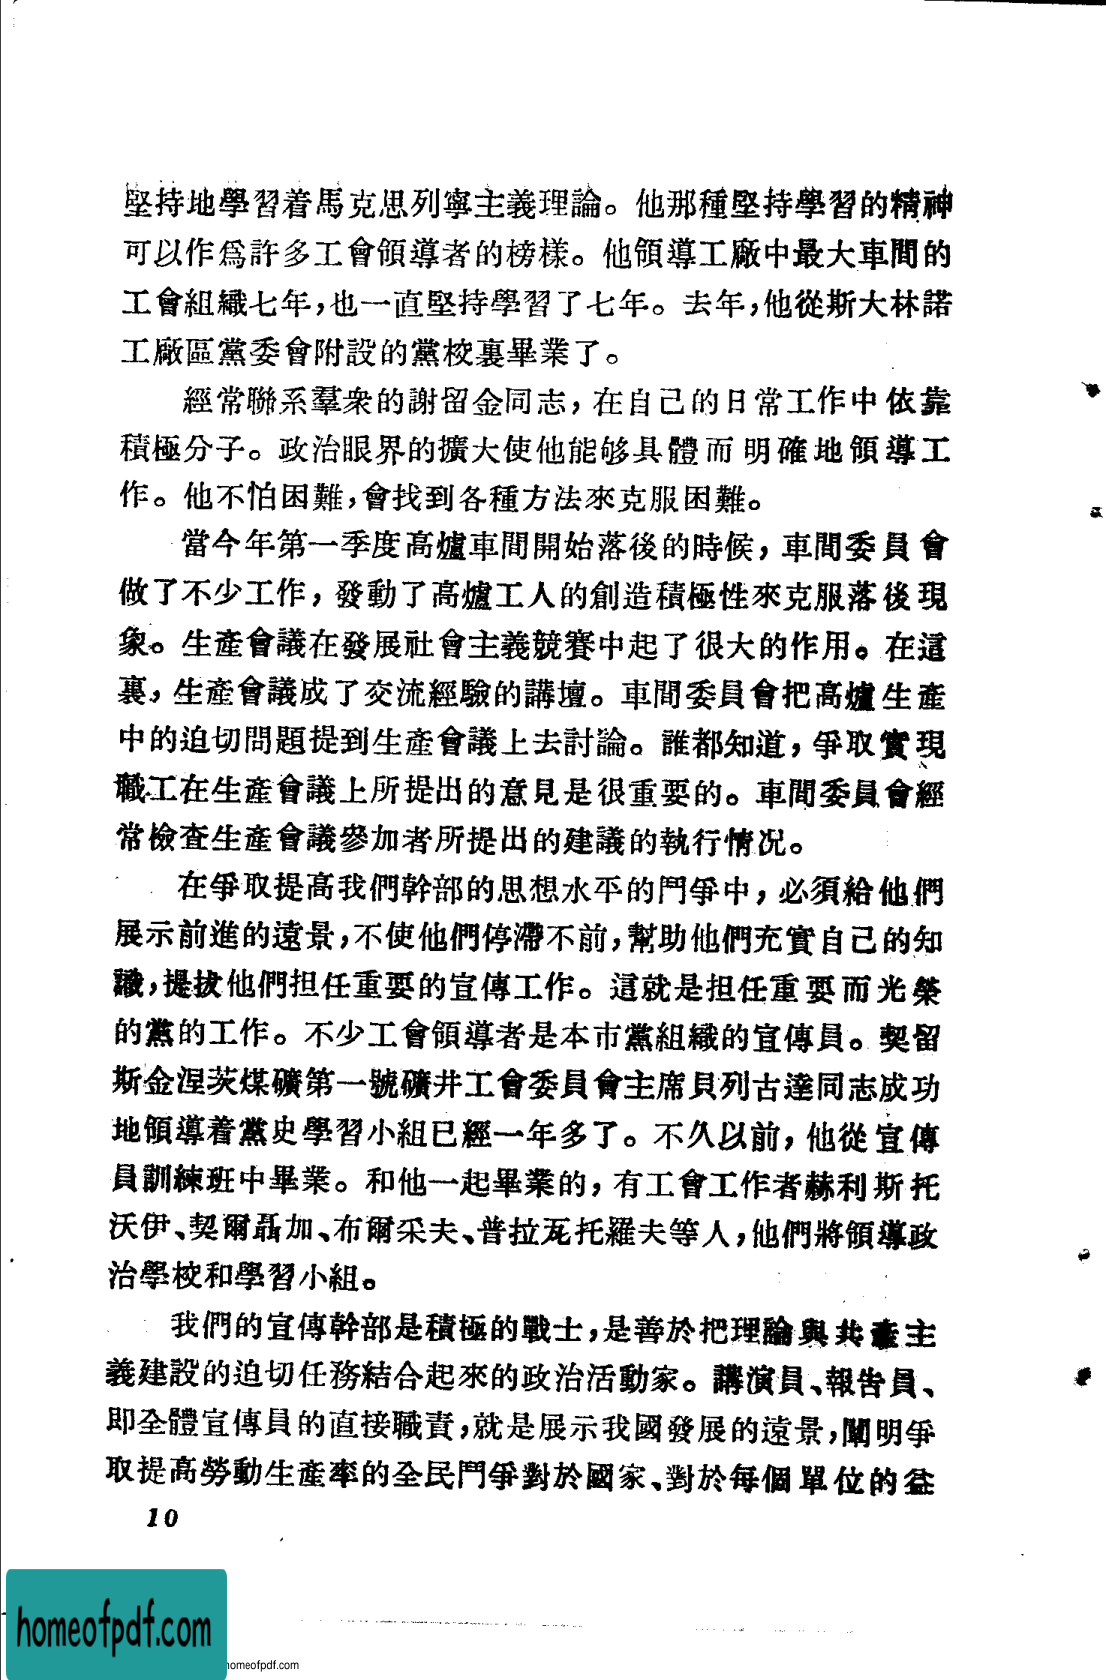 堅持地學習着馬克思列寧主義理論。他那種堅持學習的精神
可以作爲許多工會領導者的榜樣。他領導工廠中最大車間的
工會組織七年,也一直堅持學習了七年。去年,他從斯大林諾
工廠區黨委會附設的黨校裏畢業了。
經常聯系羣衆的謝留金同志,在自己的日常工作中依靠
積極分子。政治眼界的擴大使他能够具體而明確地領導工
作。他不怕困難,會找到各種方法來克服困難。
當今年第一季度高爐車間開始落後的時候,車間委員會
做了不少工作,發動了高爐工人的創造積極性來克服落後現
象。生產會議在發展社會主義競賽中起了很大的作用。在這
裏,生產會議成了交流經驗的講壇。車間委員會把高爐生產
中的迫切問題提到生產會議上去討論。誰都知道,爭取實現
職工在生產會議上所提出的意見是很重要的。車間委員會經
常檢查生產會議參加者所提出的建議的執行情况。
在爭取提高我們幹部的思想水平的鬥爭中,必須給他們
展示前進的遠景,不使他們停滯不前,幫助他們充實自己的知
識,提拔他們担任重要的宣傳工作。這就是担任重要而光榮
的黨的工作。不少工會領導者是本市黨組織的宣傳員。契留
斯金涅茨煤礦第一號礦井工會委員會主席貝列古達同志成功
地領導着黨史學習小組已經一年多了。不久以前,他從宣傳
員訓練班中畢業。和他一起畢業的,有工會工作者赫利斯托
沃伊、契爾聶加、布爾采夫、普拉瓦托羅夫等人,他們將領導政
治學校和學習小組。
我們的宣傳幹部是積極的戰士,是善於把理論與共產主
義建設的迫切任務結合起來的政治活動家。講演員、報告員、
即全體宣傳員的直接職責,就是展示我國發展的遠景,闡明爭
取提高勞動生產率的全民鬥爭對於國家、對於每個單位的益
10
homeofpdf.com
homeofpdf.com